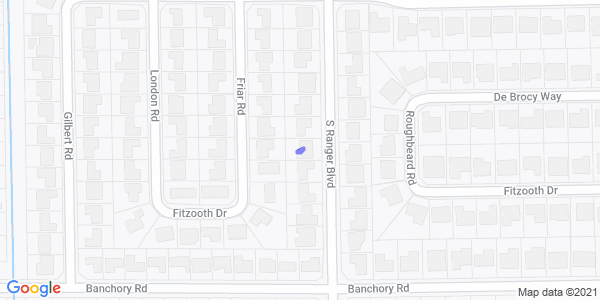 De Brocy Way
London Rd
Friar Rd
Gilbert Rd
S Ranger Blvd
Roughbeard Rd
Fitzooth Dr
Fitzooth Dr
Banchory Rd
Banchory Rd
Google
Map data ©2021